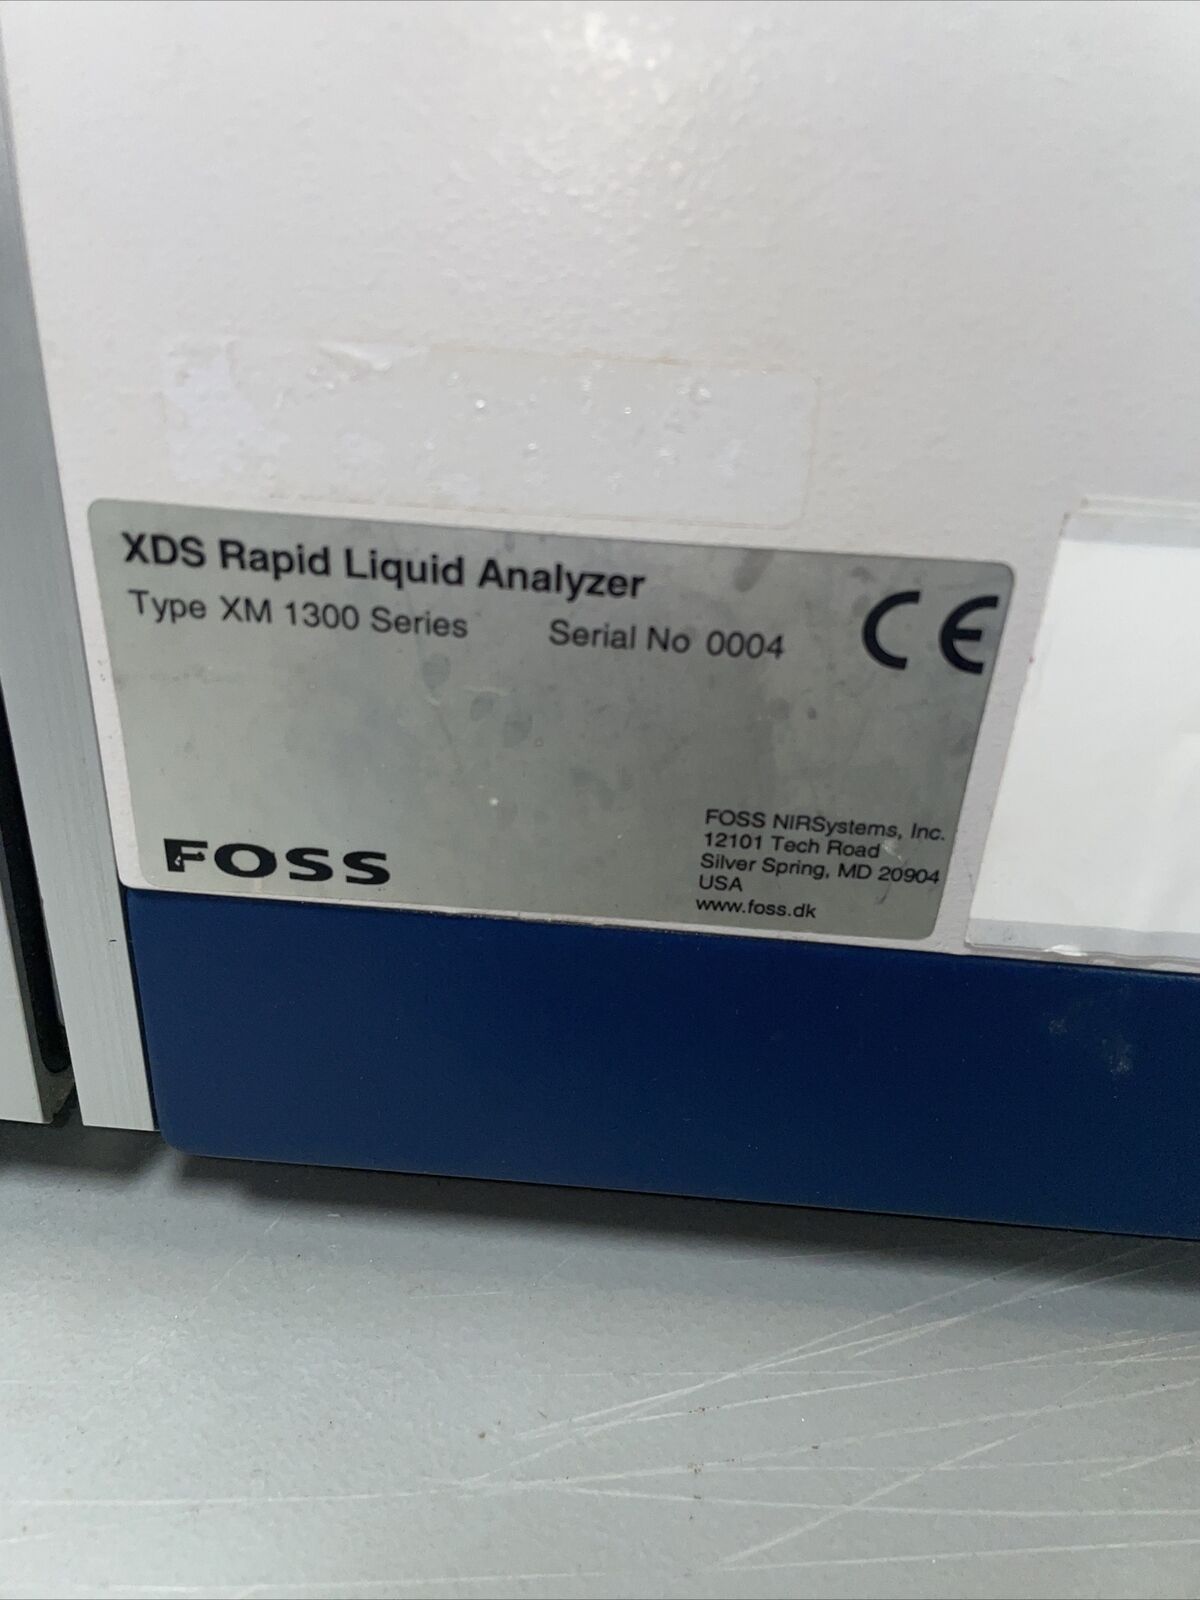 XDS Rapid Liquid Analyzer
Type XM 1300 Series Serial No 0004 CE
FOSS
FOSS NIRSystems, Inc.
12101 Tech Road
Silver Spring, MD 20904
USA
www.foss.dk